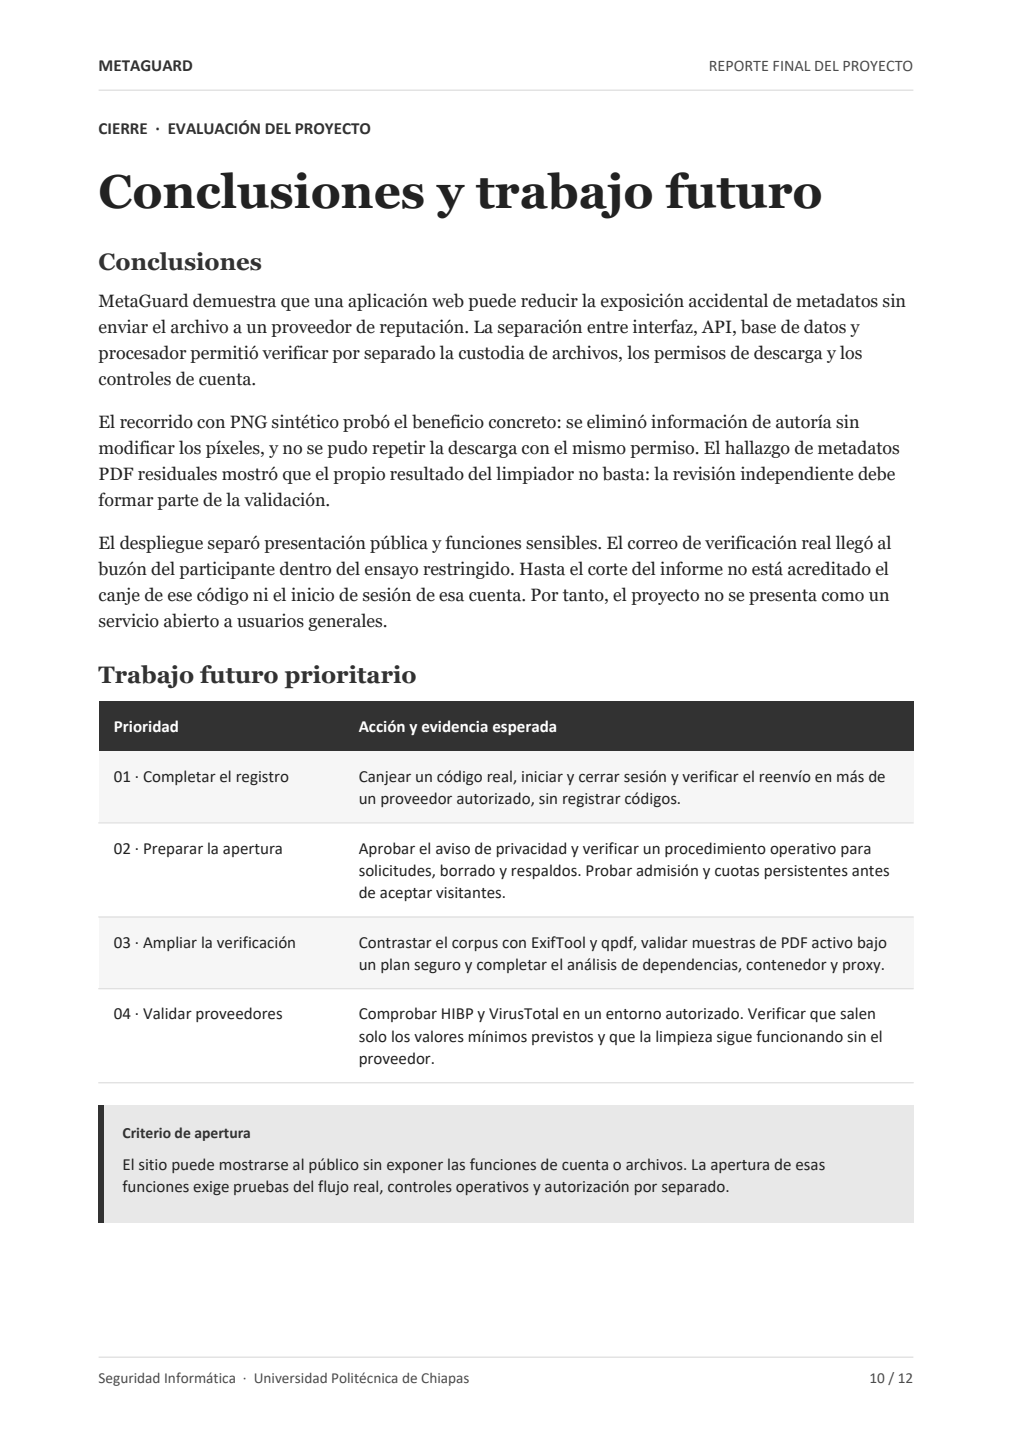 METAGUARD
REPORTE FINAL DEL PROYECTO
CIERRE · EVALUACIÓN DEL PROYECTO
Conclusiones y trabajo futuro
Conclusiones
MetaGuard demuestra que una aplicación web puede reducir la exposición accidental de metadatos sin
enviar el archivo a un proveedor de reputación. La separación entre interfaz, API, base de datos y
procesador permitió verificar por separado la custodia de archivos, los permisos de descarga y los
controles de cuenta.
El recorrido con PNG sintético probó el beneficio concreto: se eliminó información de autoría sin
modificar los píxeles, y no se pudo repetir la descarga con el mismo permiso. El hallazgo de metadatos
PDF residuales mostró que el propio resultado del limpiador no basta: la revisión independiente debe
formar parte de la validación.
El despliegue separó presentación pública y funciones sensibles. El correo de verificación real llegó al
buzón del participante dentro del ensayo restringido. Hasta el corte del informe no está acreditado el
canje de ese código ni el inicio de sesión de esa cuenta. Por tanto, el proyecto no se presenta como un
servicio abierto a usuarios generales.
Trabajo futuro prioritario
Prioridad
Acción y evidencia esperada
01 · Completar el registro
Canjear un código real, iniciar y cerrar sesión y verificar el reenvío en más de
un proveedor autorizado, sin registrar códigos.
02 · Preparar la apertura
Aprobar el aviso de privacidad y verificar un procedimiento operativo para
solicitudes, borrado y respaldos. Probar admisión y cuotas persistentes antes
de aceptar visitantes.
03 · Ampliar la verificación
Contrastar el corpus con ExifTool y qpdf, validar muestras de PDF activo bajo
un plan seguro y completar el análisis de dependencias, contenedor y proxy.
04 · Validar proveedores
Comprobar HIBP y VirusTotal en un entorno autorizado. Verificar que salen
solo los valores mínimos previstos y que la limpieza sigue funcionando sin el
proveedor.
Criterio de apertura
El sitio puede mostrarse al público sin exponer las funciones de cuenta o archivos. La apertura de esas
funciones exige pruebas del flujo real, controles operativos y autorización por separado.
Seguridad Informática · Universidad Politécnica de Chiapas
10 / 12